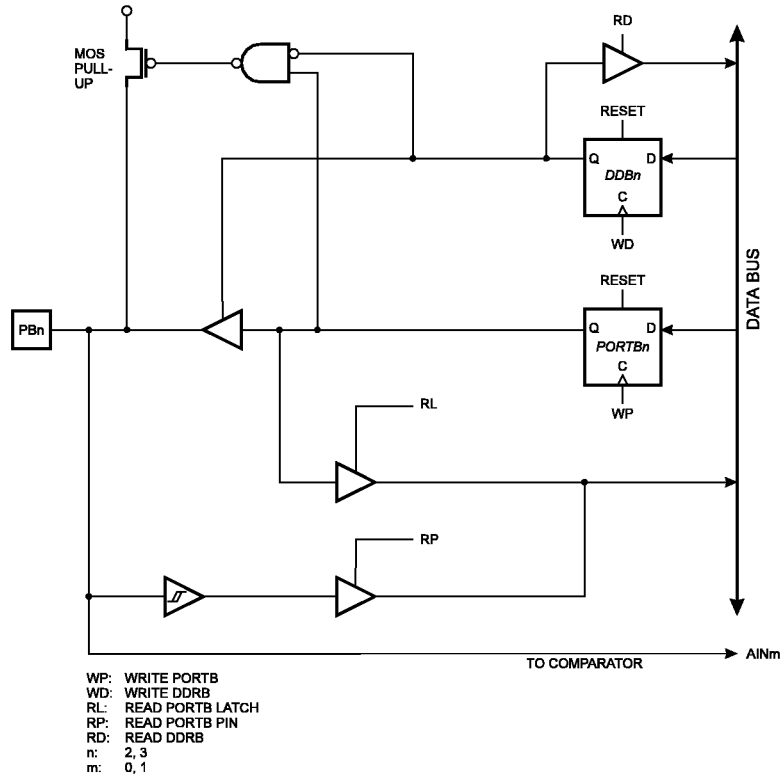 RD
MOS
PULL-
UP
RESET
Q D
DDBn
C
WD
DATA BUS
RESET
PBn
Q D
PORTBn
C
WP
RL
RP
TO COMPARATOR
AINm
WP: WRITE PORTB
WD: WRITE DDRB
RL: READ PORTB LATCH
RP: READ PORTB PIN
RD: READ DDRB
n: 2, 3
m: 0, 1